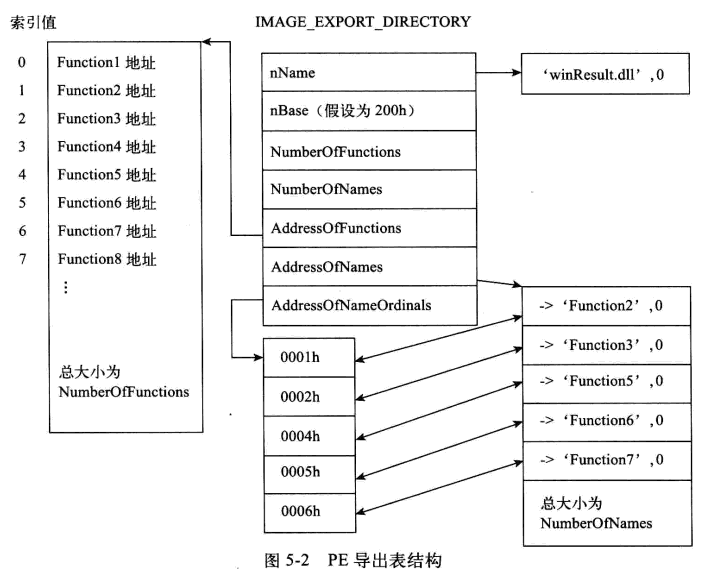 索引值
IMAGE_EXPORT_DIRECTORY
0 Function1 地址
1 Function2 地址
2 Function3 地址
3 Function4 地址
4 Function5 地址
5 Function6 地址
6 Function7 地址
7 Function8 地址
⋮
总大小为
NumberOfFunctions
nName
nBase（假设为 200h）
NumberOfFunctions
NumberOfNames
AddressOfFunctions
AddressOfNames
AddressOfNameOrdinals
‘winResult.dll’,0
0001h
0002h
0004h
0005h
0006h
-> ‘Function2’,0
-> ‘Function3’,0
-> ‘Function5’,0
-> ‘Function6’,0
-> ‘Function7’,0
总大小为
NumberOfNames
图 5-2 PE 导出表结构